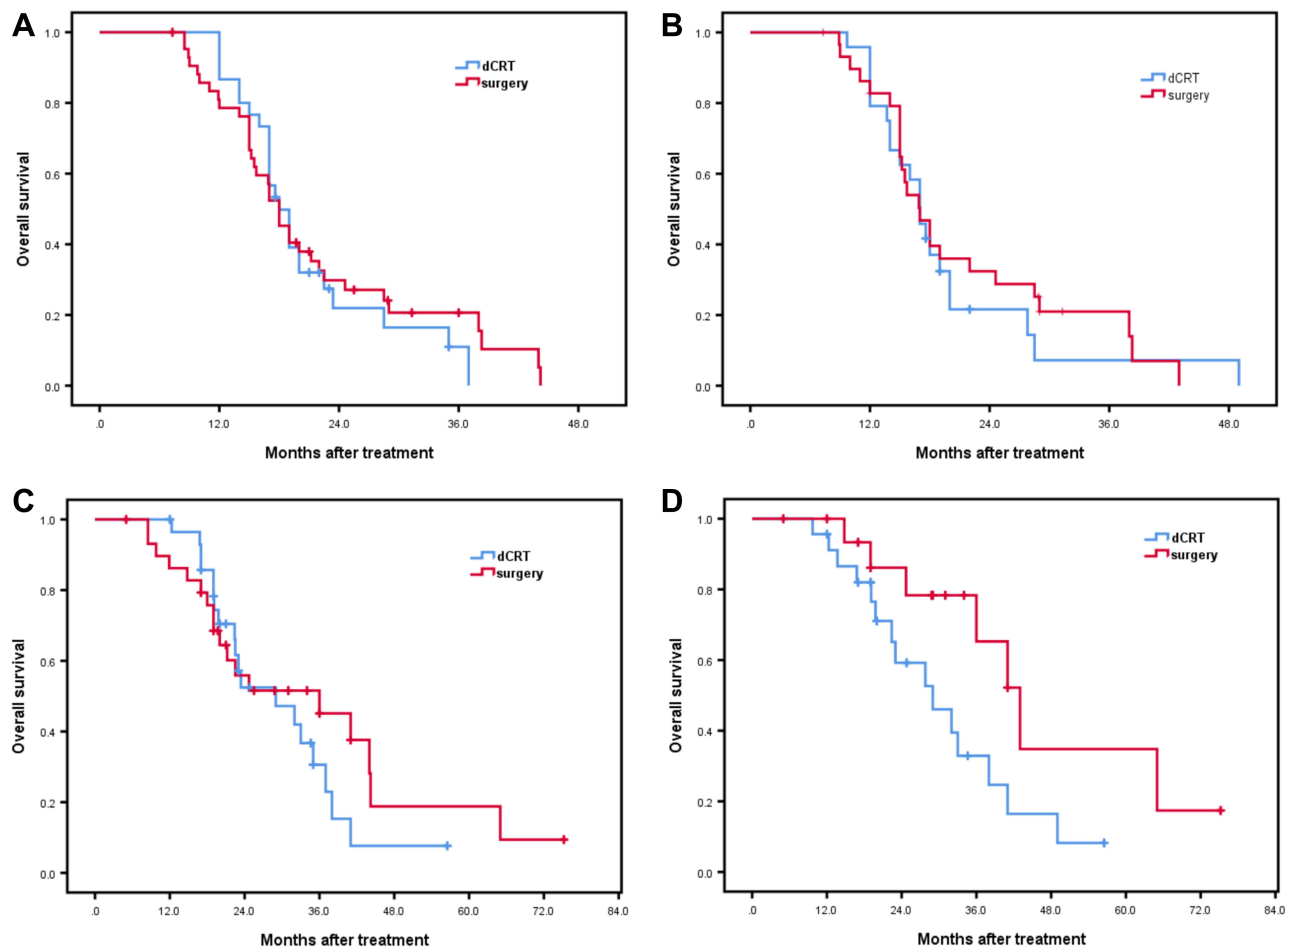 A
1.0
0.8
0.6
0.4
0.2
0.0
Overall survival
dCRT
surgery
.0 12.0 24.0 36.0 48.0
Months after treatment
B
1.0
0.8
0.6
0.4
0.2
0.0
Overall survival
dCRT
surgery
.0 12.0 24.0 36.0 48.0
Months after treatment
C
1.0
0.8
0.6
0.4
0.2
0.0
Overall survival
dCRT
surgery
.0 12.0 24.0 36.0 48.0 60.0 72.0 84.0
Months after treatment
D
1.0
0.8
0.6
0.4
0.2
0.0
Overall survival
dCRT
surgery
.0 12.0 24.0 36.0 48.0 60.0 72.0 84.0
Months after treatment